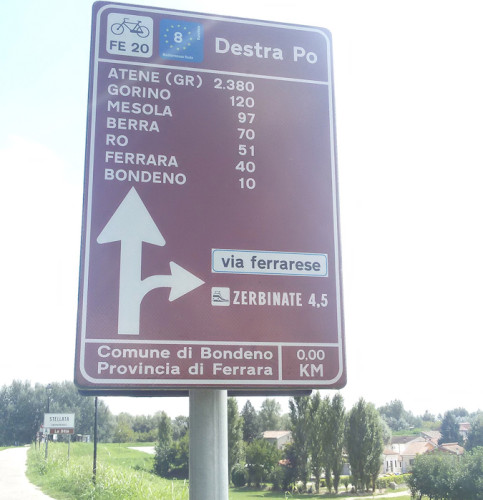 FE 20
8
Destra Po
ATENE (GR) 2.380
GORINO 120
MESOLA 97
BERRA 70
RO 51
FERRARA 40
BONDENO 10
via ferrarese
ZERBINATE 4,5
Comune di Bondeno
Provincia di Ferrara
0,00
KM
STELLATA